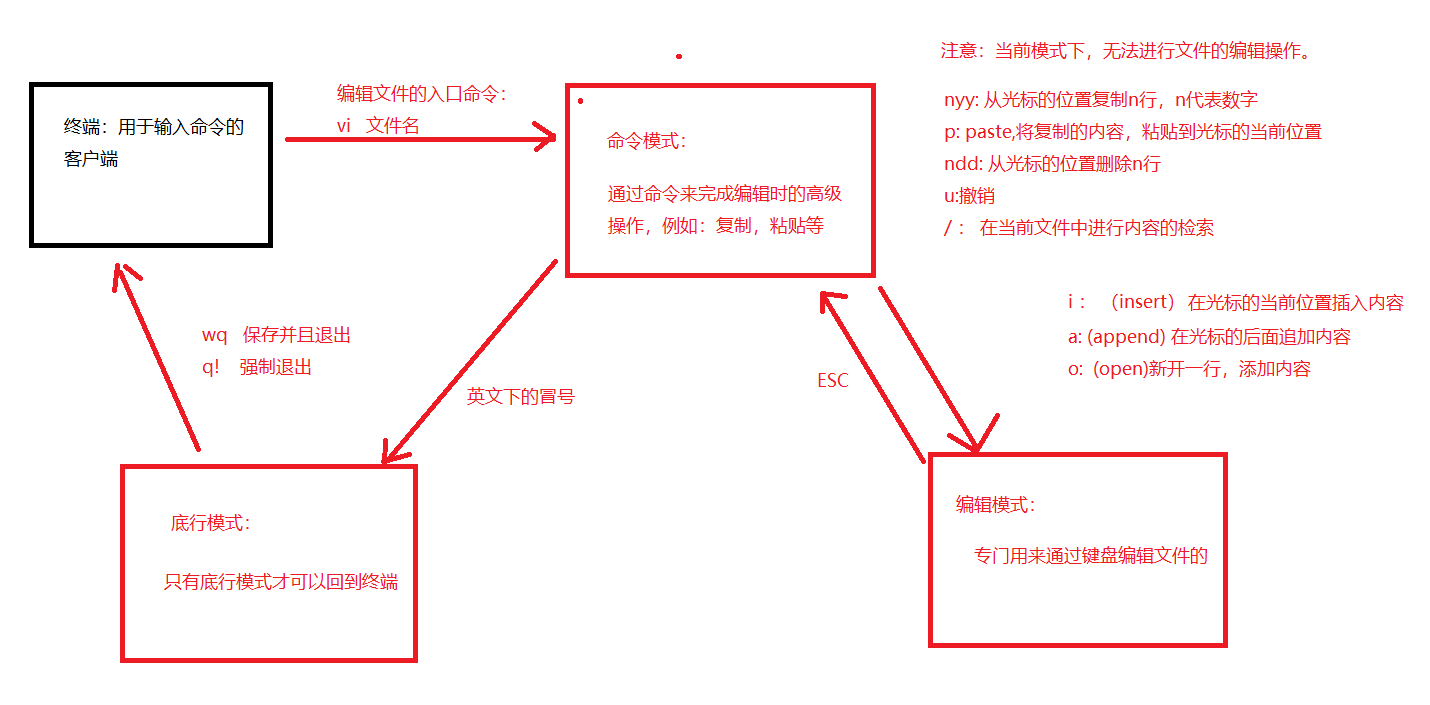 终端：用于输入命令的
客户端
编辑文件的入口命令：
vi 文件名
命令模式：
通过命令来完成编辑时的高级
操作，例如：复制，粘贴等
注意：当前模式下，无法进行文件的编辑操作。
nyy: 从光标的位置复制n行，n代表数字
p: paste,将复制的内容，粘贴到光标的当前位置
ndd: 从光标的位置删除n行
u:撤销
/ ： 在当前文件中进行内容的检索
i ： （insert）在光标的当前位置插入内容
a: (append) 在光标的后面追加内容
o: (open)新开一行，添加内容
wq 保存并且退出
q! 强制退出
英文下的冒号
ESC
底行模式：
只有底行模式才可以回到终端
编辑模式：
专门用来通过键盘编辑文件的